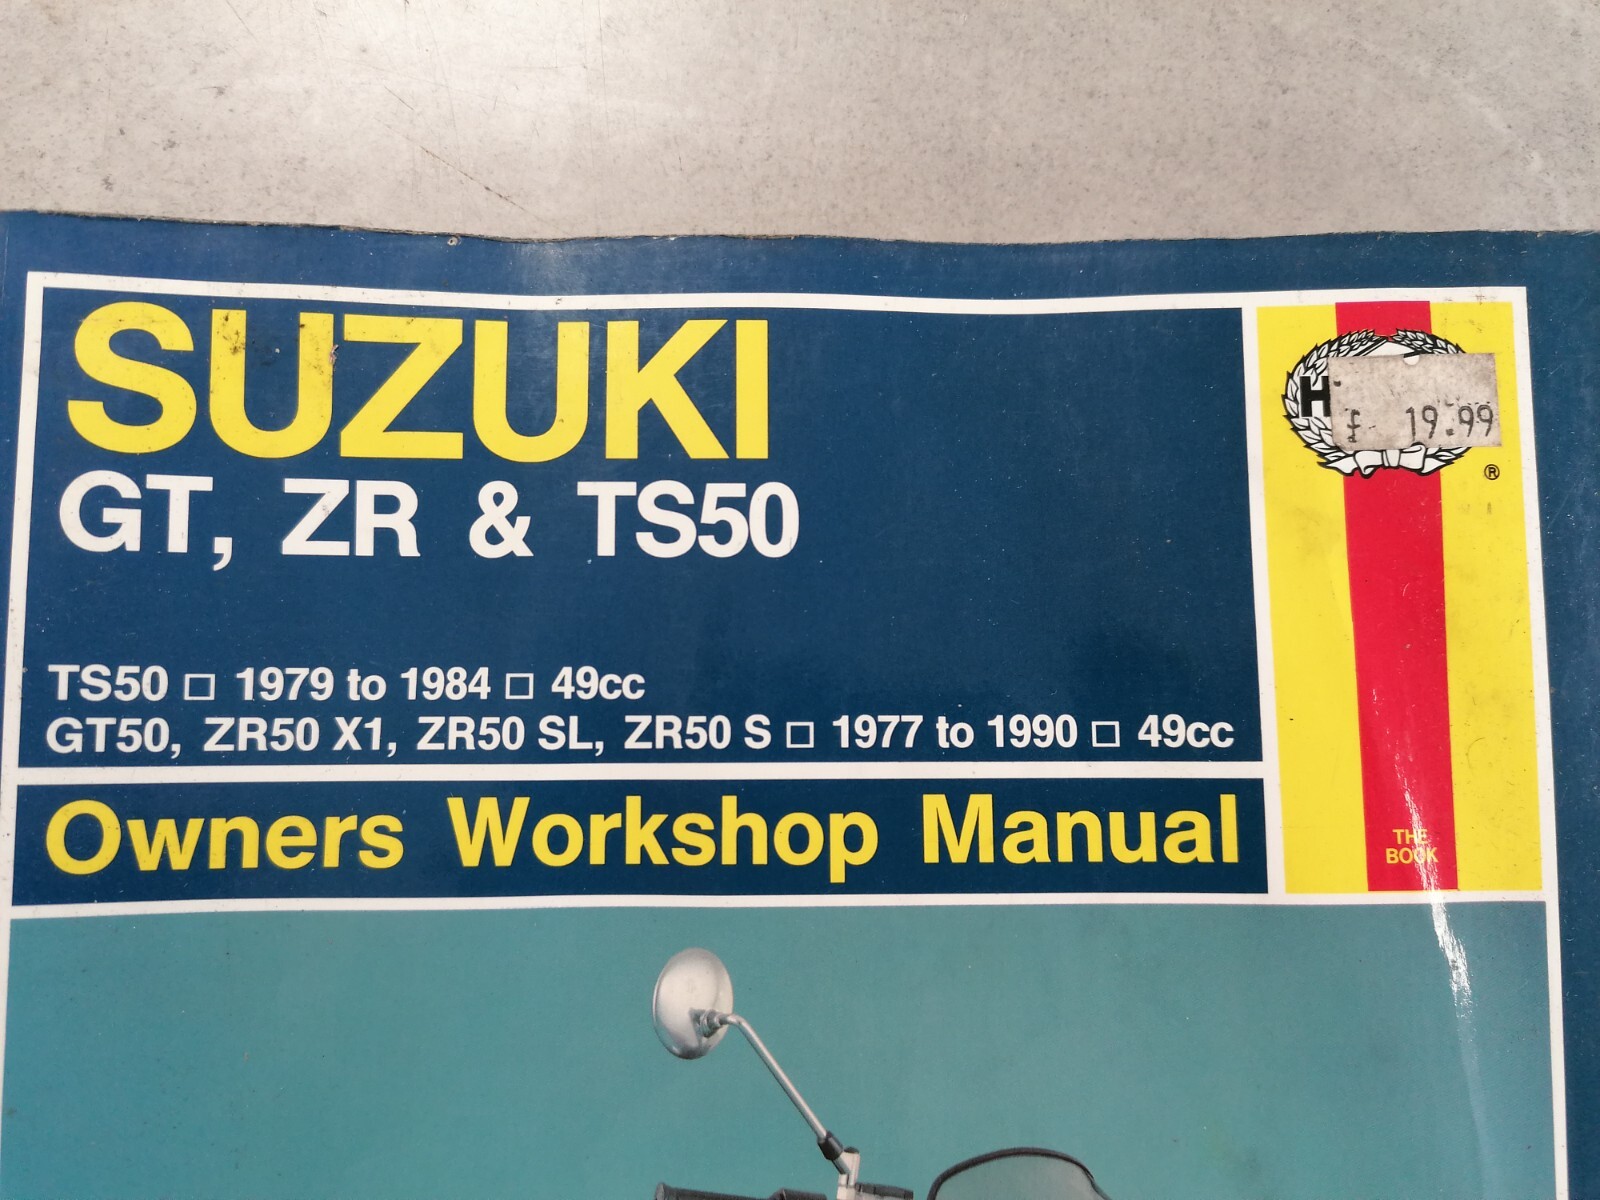 SUZUKI
GT, ZR & TS50
TS50 □ 1979 to 1984 □ 49cc
GT50, ZR50 X1, ZR50 SL, ZR50 S □ 1977 to 1990 □ 49cc
Owners Workshop Manual
H
£ 19.99
®
THE
BOOK